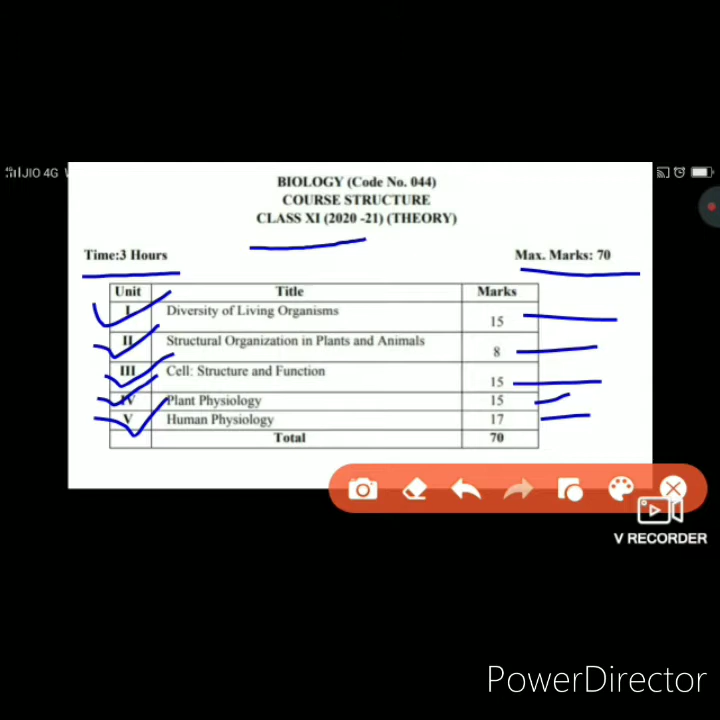 JIO 4G
BIOLOGY (Code No. 044)
COURSE STRUCTURE
CLASS XI (2020 -21) (THEORY)
Time:3 Hours Max. Marks: 70
Unit Title Marks
I Diversity of Living Organisms 15
II Structural Organization in Plants and Animals 8
III Cell: Structure and Function 15
IV Plant Physiology 15
V Human Physiology 17
Total 70
V RECORDER
PowerDirector